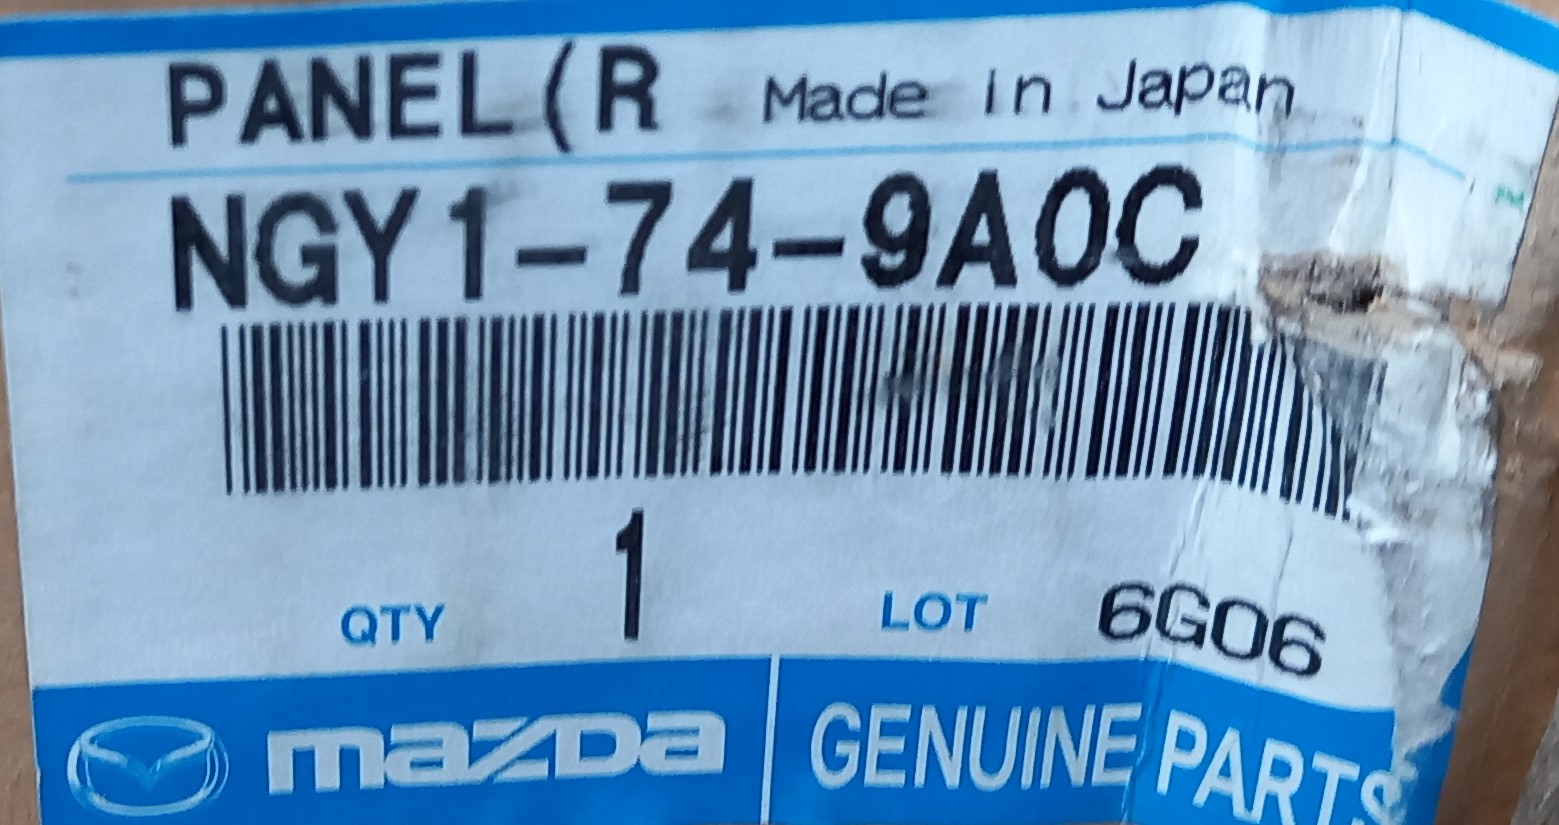 PANEL(R Made in Japan
NGY1-74-9A0C
1
QTY LOT 6G06
mazda GENUINE PARTS